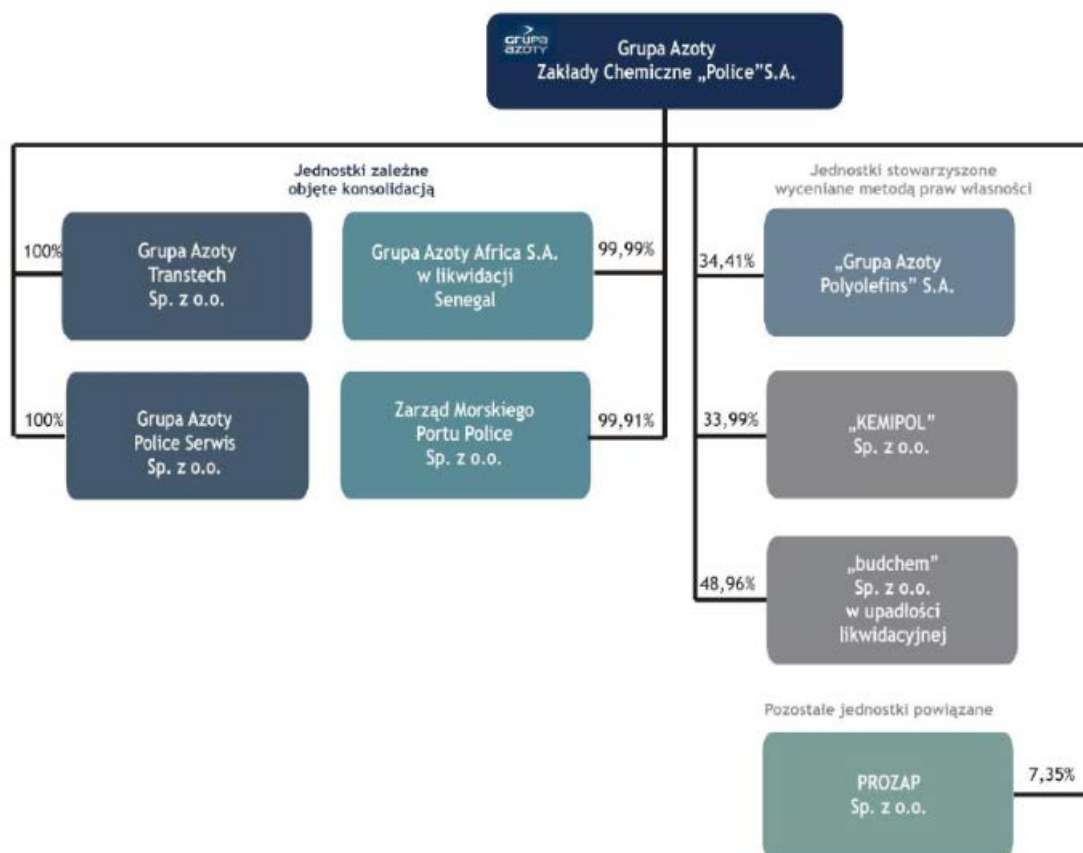 GRUPA
AZOTY
Grupa Azoty
Zakłady Chemiczne „Police”S.A.
Jednostki zależne
objęte konsolidacją
100%
Grupa Azoty
Transtech
Sp. z o.o.
Grupa Azoty Africa S.A.
w likwidacji
Senegal
99,99%
100%
Grupa Azoty
Police Serwis
Sp. z o.o.
Zarząd Morskiego
Portu Police
Sp. z o.o.
99,91%
Jednostki stowarzyszone
wyceniane metodą praw własności
34,41%
„Grupa Azoty
Polyolefins” S.A.
33,99%
„KEMIPOL”
Sp. z o.o.
48,96%
„budchem”
Sp. z o.o.
w upadłości
likwidacyjnej
Pozostałe jednostki powiązane
PROZAP
Sp. z o.o.
7,35%